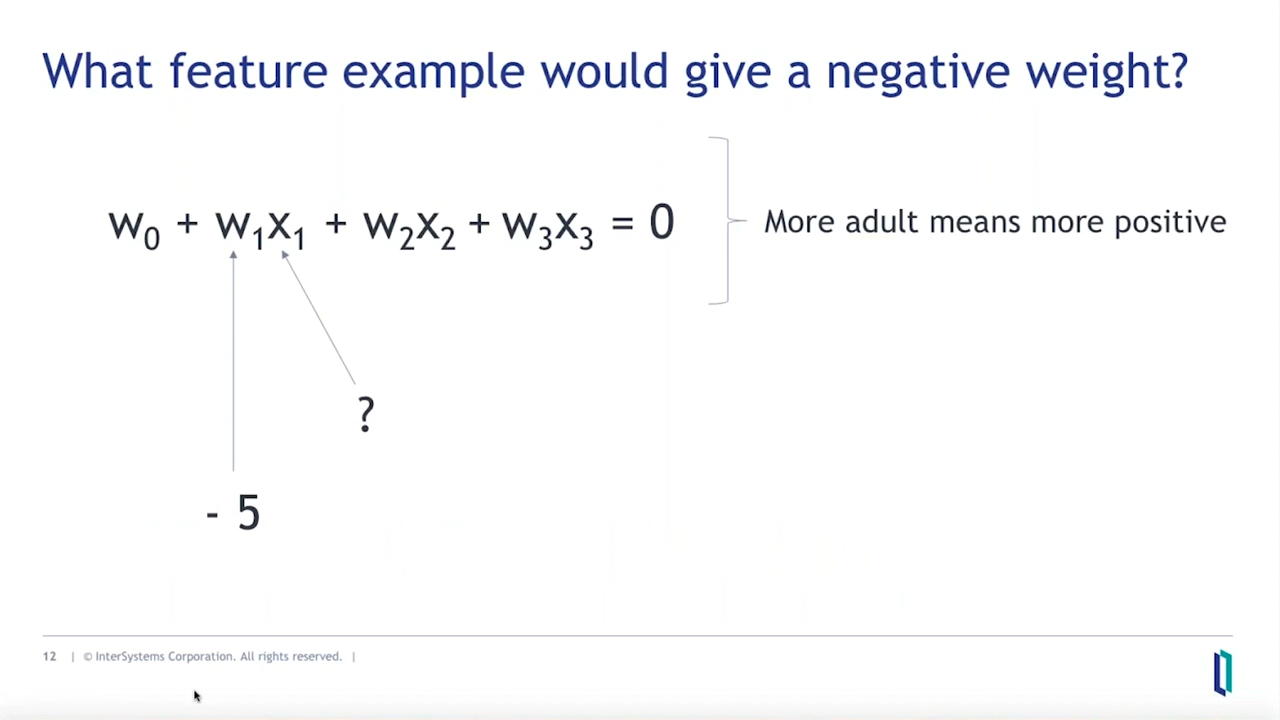 What feature example would give a negative weight?
w₀ + w₁x₁ + w₂x₂ + w₃x₃ = 0
More adult means more positive
?
- 5
12 | © InterSystems Corporation. All rights reserved. |